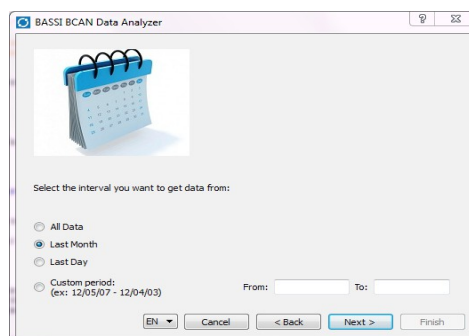 BASSI BCAN Data Analyzer
Select the interval you want to get data from:
All Data
Last Month
Last Day
Custom period:
(ex: 12/05/07 - 12/04/03)
From:
To:
EN
Cancel
< Back
Next >
Finish